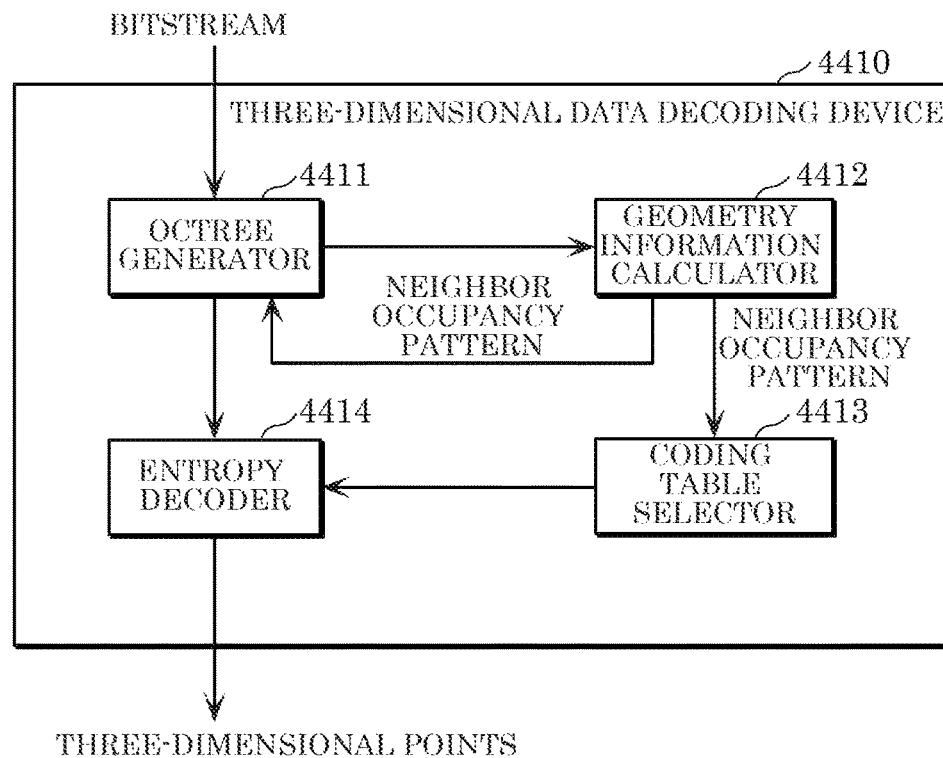 BITSTREAM
4410
THREE-DIMENSIONAL DATA DECODING DEVICE
4411
OCTREE
GENERATOR
4412
GEOMETRY
INFORMATION
CALCULATOR
NEIGHBOR
OCCUPANCY
PATTERN
NEIGHBOR
OCCUPANCY
PATTERN
4414
ENTROPY
DECODER
4413
CODING
TABLE
SELECTOR
THREE-DIMENSIONAL POINTS